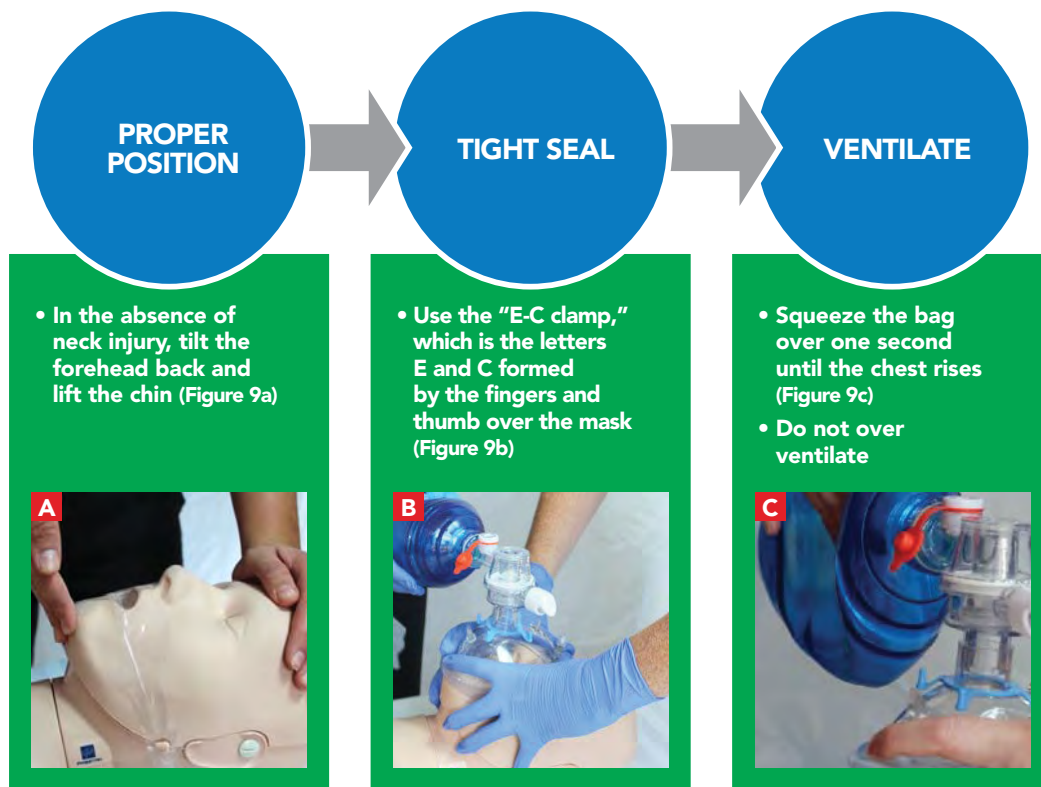 PROPER
POSITION
TIGHT SEAL
VENTILATE
• In the absence of
neck injury, tilt the
forehead back and
lift the chin (Figure 9a)
• Use the “E-C clamp,”
which is the letters
E and C formed
by the fingers and
thumb over the mask
(Figure 9b)
• Squeeze the bag
over one second
until the chest rises
(Figure 9c)
• Do not over
ventilate
A
B
C